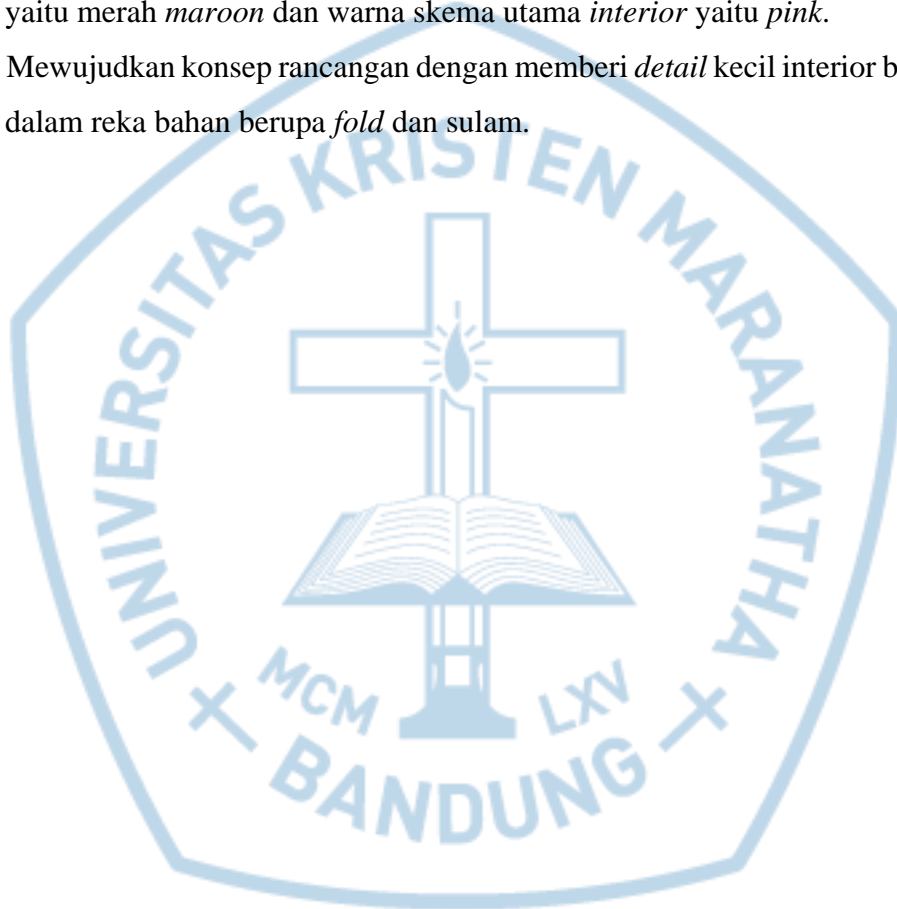 yaitu merah maroon dan warna skema utama interior yaitu pink.
Mewujudkan konsep rancangan dengan memberi detail kecil interior b
dalam reka bahan berupa fold dan sulam.
UNIVERSITAS KRISTEN MARANATHA
MCM LXV
BANDUNG